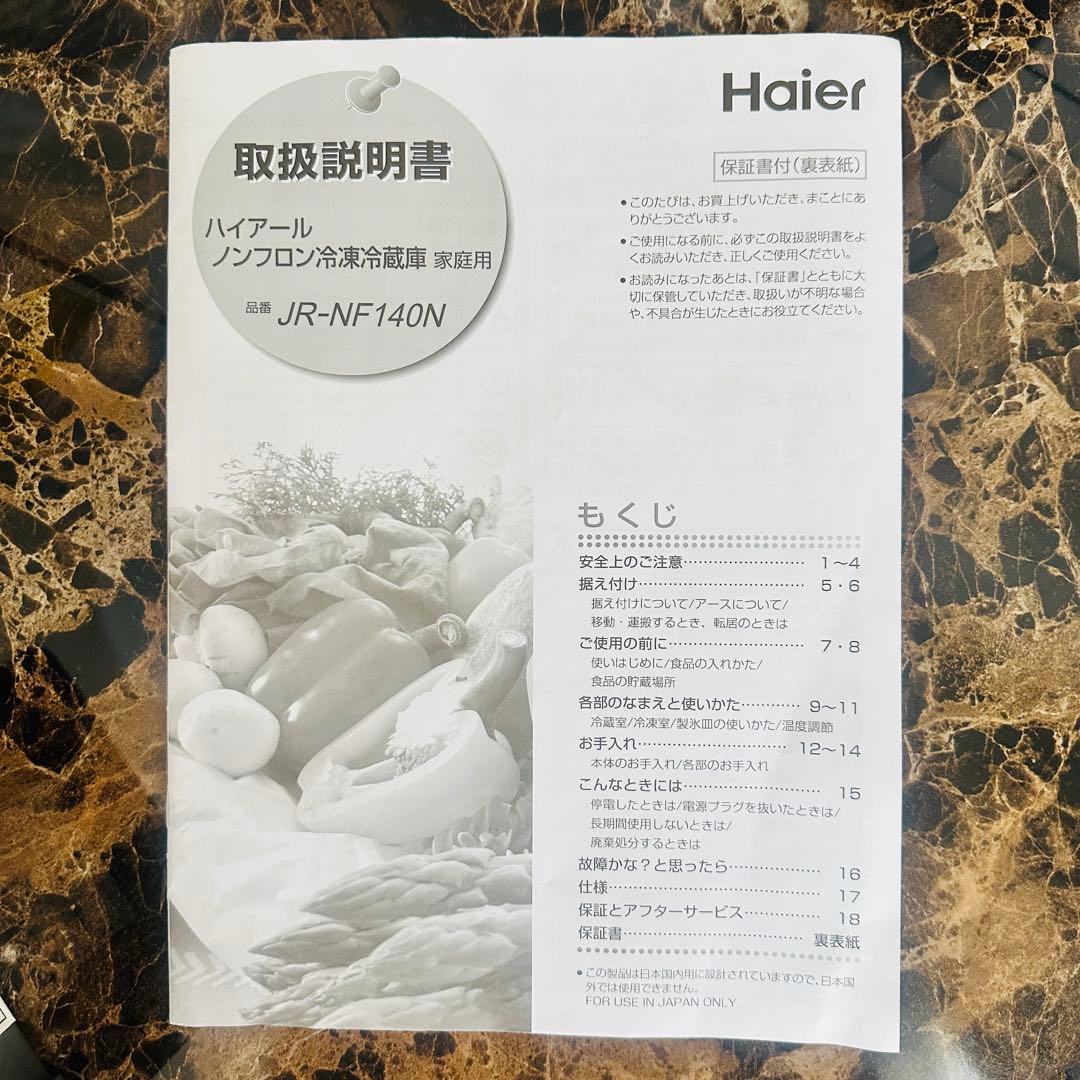 取扱説明書
ハイアール
ノンフロン冷凍冷蔵庫 家庭用
品番 JR-NF140N
Haier
保証書付(裏表紙)
●このたびは、お買上げいただき、まことにあ
りがとうございます。
●ご使用になる前に、必ずこの取扱説明書をよ
くお読みいただき、正しくご使用ください。
●お読みになったあとは、「保証書」とともに大
切に保管していただき、取扱いが不明な場合
や、不具合が生じたときにお役立てください。
もくじ
安全上のご注意………………………… 1～4
据え付け………………………………… 5・6
据え付けについて/アースについて/
移動・運搬するとき、転居のときは
ご使用の前に…………………………… 7・8
使いはじめに/食品の入れかた/
食品の貯蔵場所
各部のなまえと使いかた………… 9～11
冷蔵室/冷凍室/製氷皿の使いかた/温度調節
お手入れ……………………………… 12～14
本体のお手入れ/各部のお手入れ
こんなときには………………………… 15
停電したときは/電源プラグを抜いたときは/
長期間使用しないときは/
廃棄処分するときは
故障かな？と思ったら………………… 16
仕様……………………………………… 17
保証とアフターサービス……………… 18
保証書………………………………… 裏表紙
●この製品は日本国内用に設計されていますので、日本国
外では使用できません。
FOR USE IN JAPAN ONLY.